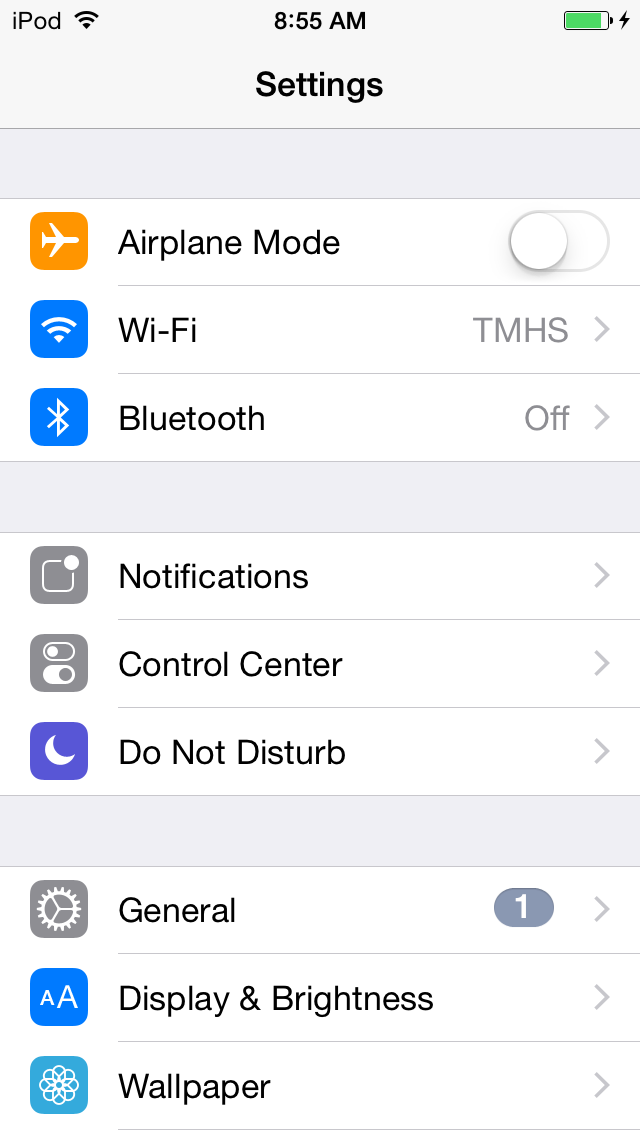 iPod 8:55 AM
Settings
Airplane Mode
Wi-Fi TMHS
Bluetooth Off
Notifications
Control Center
Do Not Disturb
General 1
AA Display & Brightness
Wallpaper